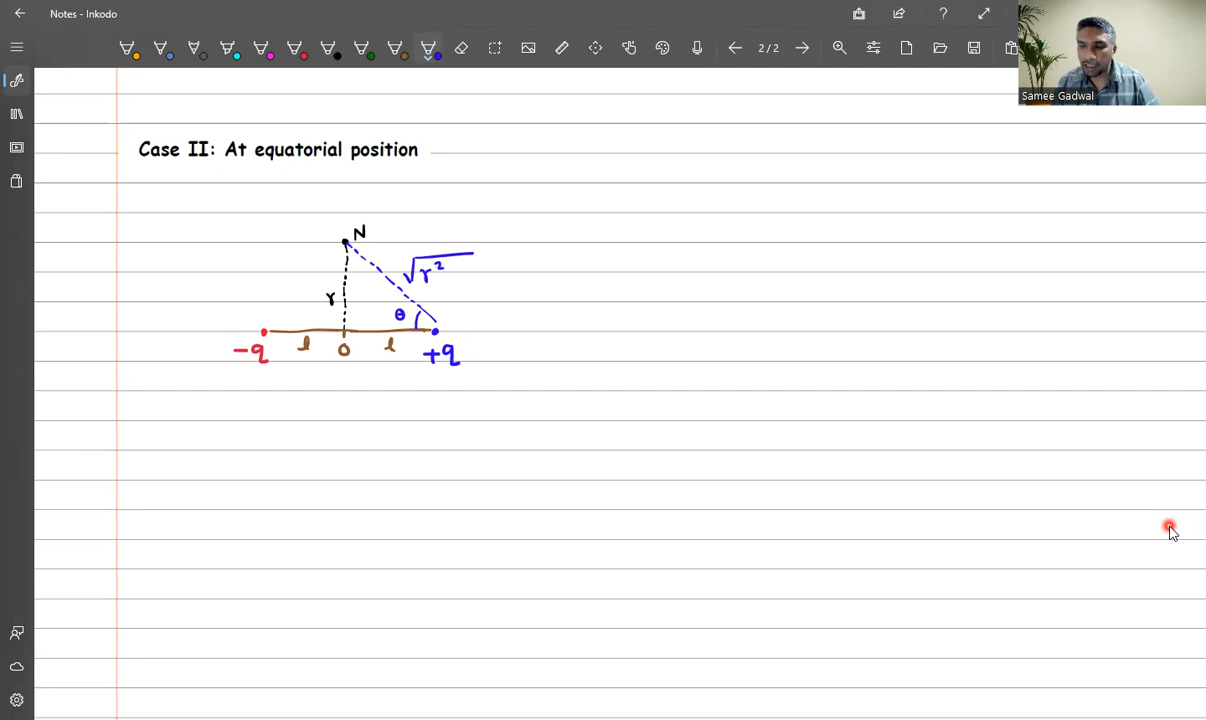 Notes - Inkodo
2/2
Samee Gadwal
Case II: At equatorial position
N
√r²
r
θ
-q
l
O
l
+q